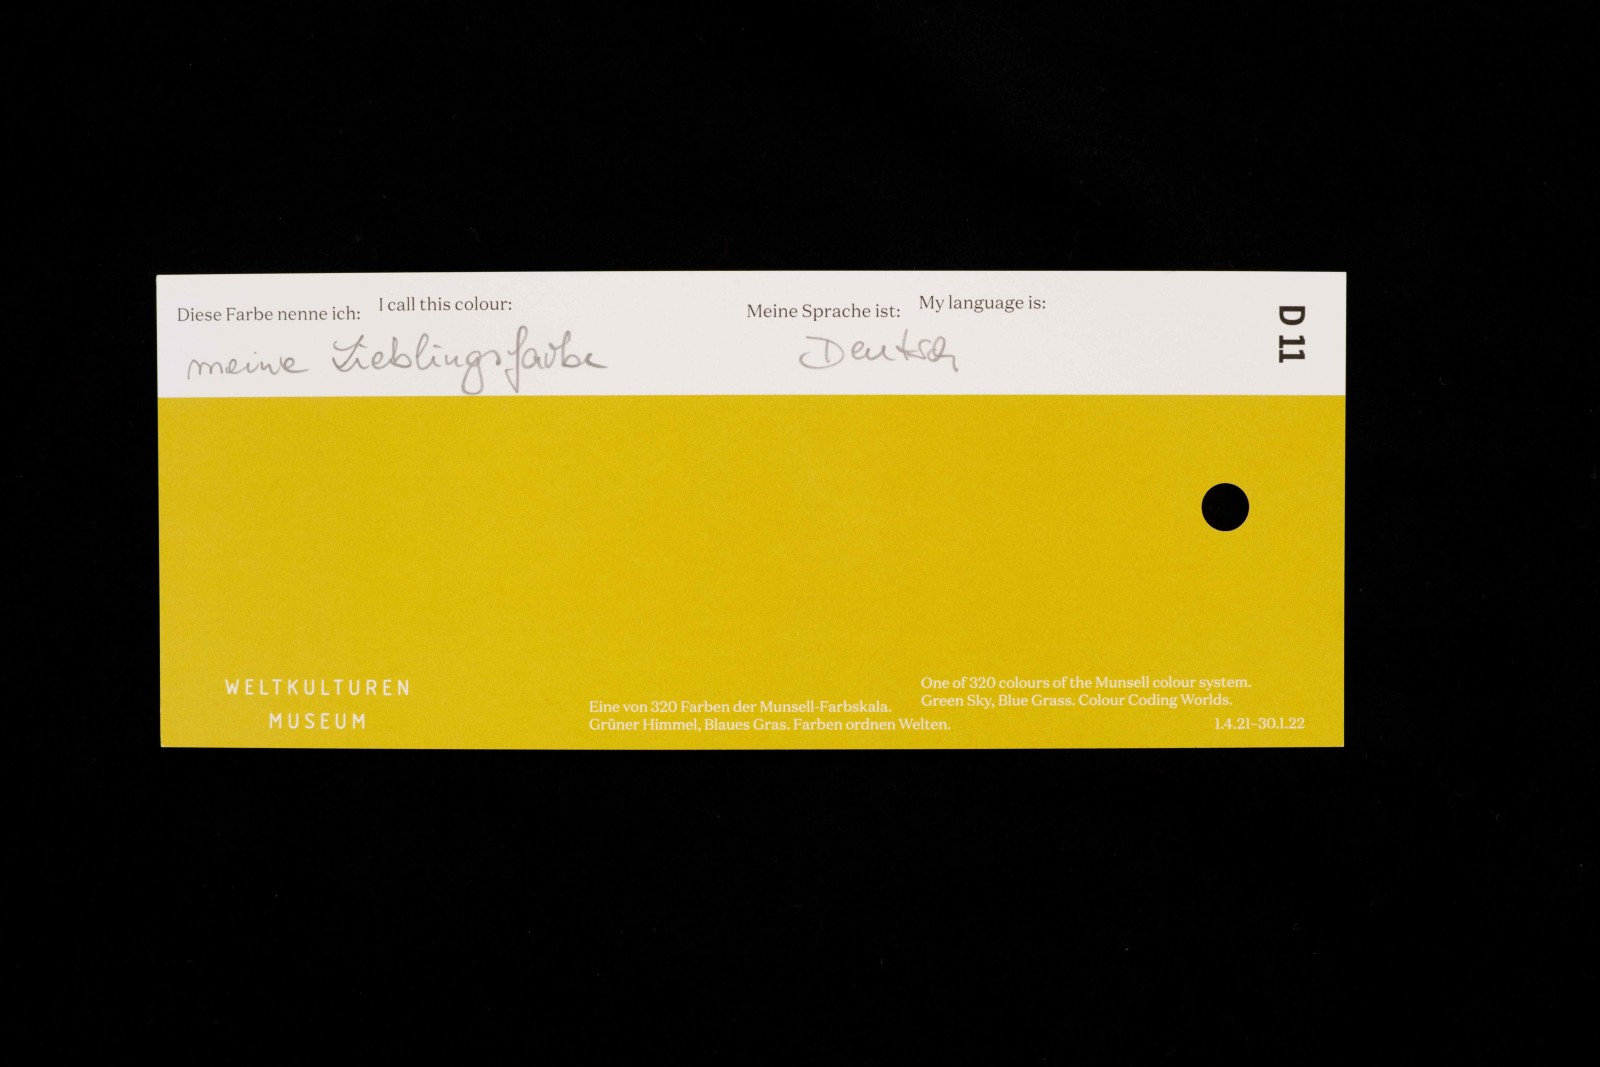 Diese Farbe nenne ich:
I call this colour:
meine Lieblingsfarbe
Meine Sprache ist:
My language is:
Deutsch
D 11
WELTKULTUREN
MUSEUM
Eine von 320 Farben der Munsell-Farbskala.
Grüner Himmel, Blaues Gras. Farben ordnen Welten.
One of 320 colours of the Munsell colour system.
Green Sky, Blue Grass. Colour Coding Worlds.
1.4.21–30.1.22